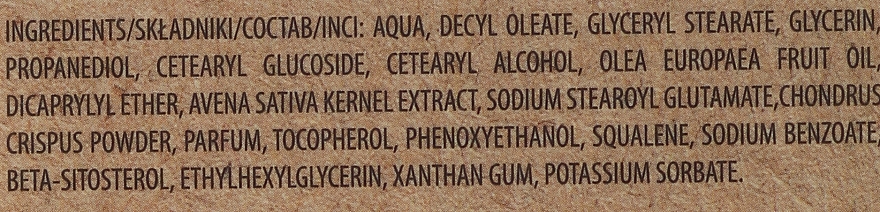 INGREDIENTS/SKŁADNIKI/СОСТАВ/INCI: AQUA, DECYL OLEATE, GLYCERYL STEARATE, GLYCERIN,
PROPANEDIOL, CETEARYL GLUCOSIDE, CETEARYL ALCOHOL, OLEA EUROPAEA FRUIT OIL,
DICAPRYLYL ETHER, AVENA SATIVA KERNEL EXTRACT, SODIUM STEAROYL GLUTAMATE,CHONDRUS
CRISPUS POWDER, PARFUM, TOCOPHEROL, PHENOXYETHANOL, SQUALENE, SODIUM BENZOATE,
BETA-SITOSTEROL, ETHYLHEXYLGLYCERIN, XANTHAN GUM, POTASSIUM SORBATE.